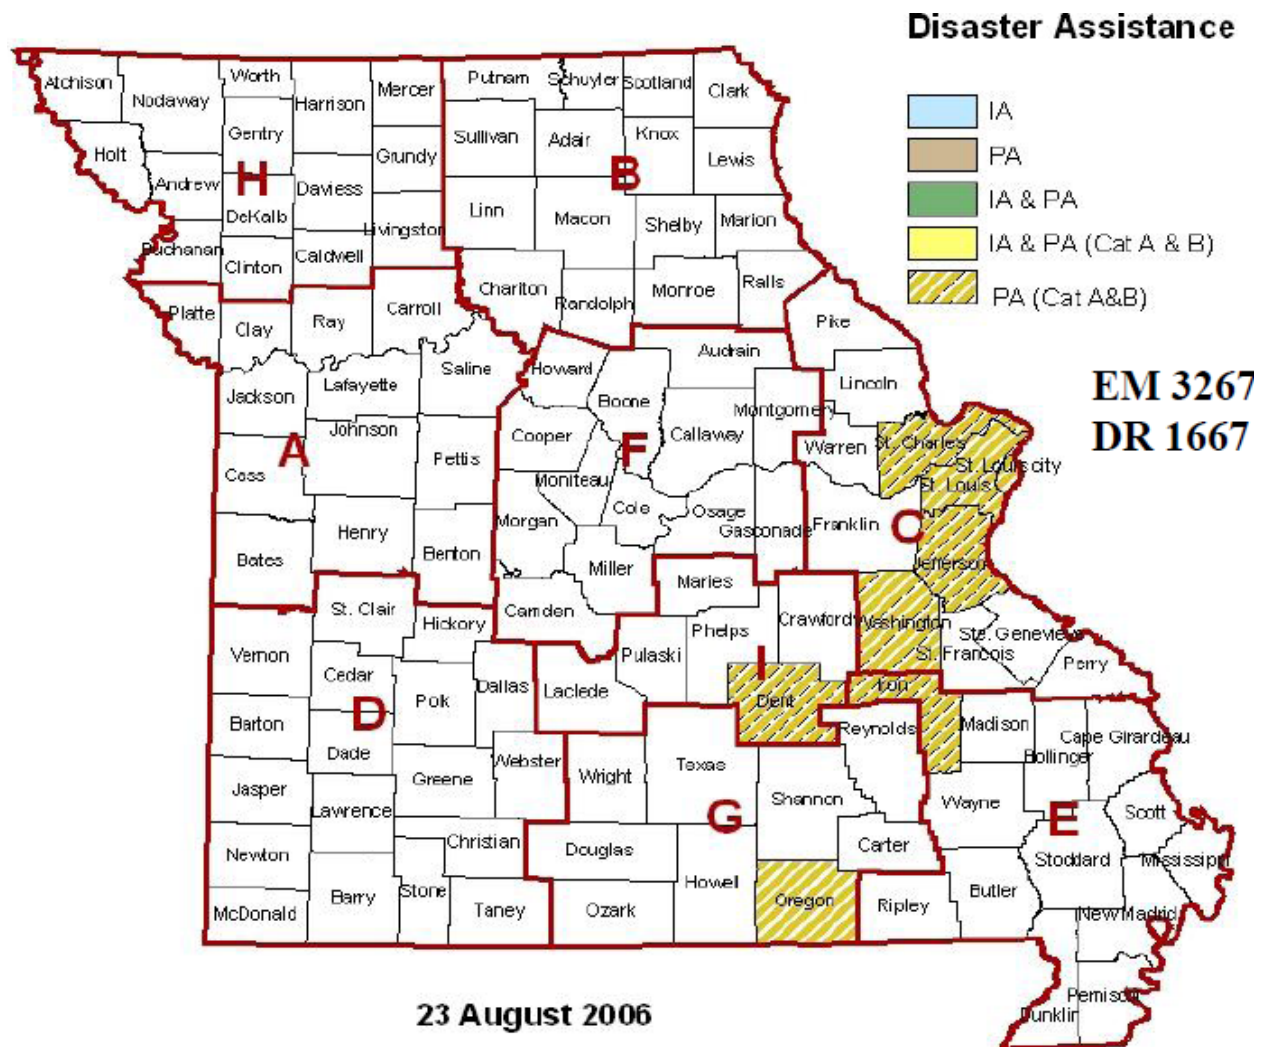 Disaster Assistance
IA
PA
IA & PA
IA & PA (Cat A & B)
PA (Cat A&B)
EM 3267
DR 1667
Atchison
Nodaway
Worth
Harrison
Mercer
Putnam
Schuyler
Scotland
Clark
Holt
Gentry
Grundy
Sullivan
Adair
Knox
Lewis
Andrew
H
Daviess
B
DeKalb
Livingston
Linn
Macon
Shelby
Marion
Buchanan
Clinton
Caldwell
Chariton
Randolph
Monroe
Ralls
Platte
Clay
Ray
Carroll
Pike
Saline
Howard
Audrain
Lincoln
Jackson
Lafayette
Boone
Montgomery
Johnson
Cooper
Callaway
Warren
St. Charles
A
F
Cass
Pettis
Moniteau
St. Louis city
St. Louis
Morgan
Cole
Osage
Gasconade
Franklin
C
Henry
Benton
Bates
Miller
Maries
Jefferson
St. Clair
Hickory
Camden
Phelps
Crawford
Washington
Ste. Genevieve
St. Francois
Perry
Vernon
Cedar
Dallas
Pulaski
I
Laclede
Polk
Dent
Iron
Barton
D
Dade
Reynolds
Madison
Bollinger
Cape Girardeau
Webster
Greene
Wright
Texas
Jasper
Lawrence
Shannon
Wayne
Scott
G
E
Christian
Douglas
Carter
Newton
Stoddard
Mississippi
Barry
Stone
Howell
Butler
McDonald
Taney
Ozark
Oregon
Ripley
New Madrid
Pemiscot
Dunklin
23 August 2006